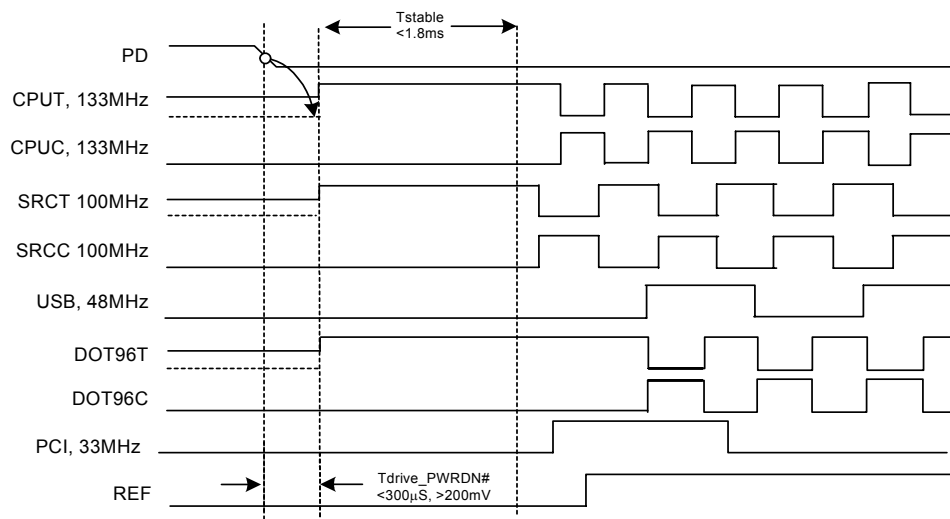 Tstable
<1.8ms
PD
CPUT, 133MHz
CPUC, 133MHz
SRCT 100MHz
SRCC 100MHz
USB, 48MHz
DOT96T
DOT96C
PCI, 33MHz
Tdrive_PWRDN#
<300µS, >200mV
REF